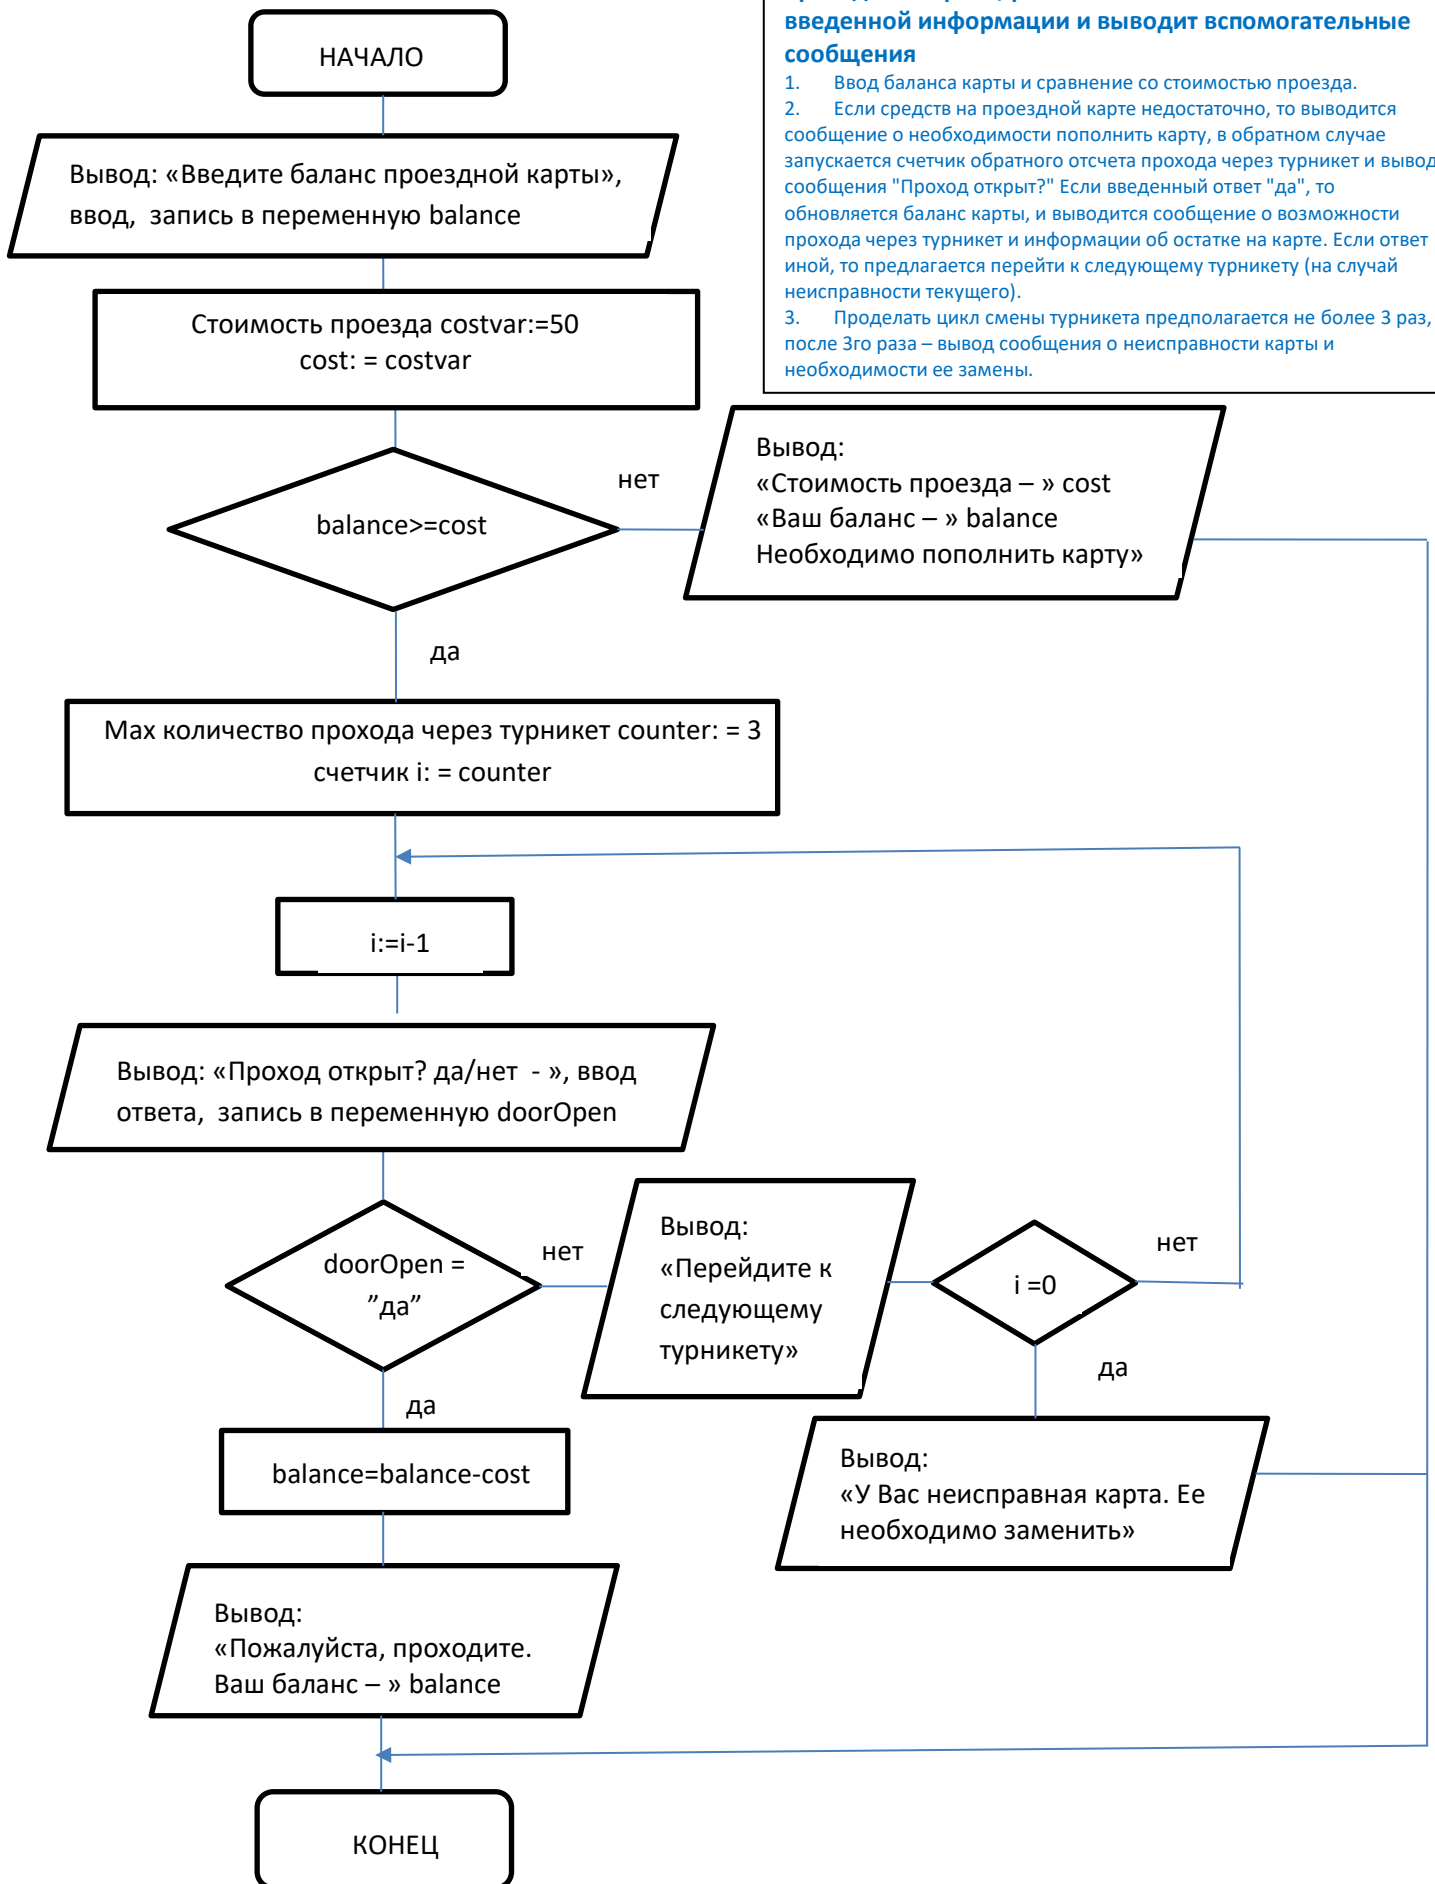 введенной информации и выводит вспомогательные
сообщения
1. Ввод баланса карты и сравнение со стоимостью проезда.
2. Если средств на проездной карте недостаточно, то выводится
сообщение о необходимости пополнить карту, в обратном случае
запускается счетчик обратного отсчета прохода через турникет и вывод
сообщения "Проход открыт?" Если введенный ответ "да", то
обновляется баланс карты, и выводится сообщение о возможности
прохода через турникет и информации об остатке на карте. Если ответ
иной, то предлагается перейти к следующему турникету (на случай
неисправности текущего).
3. Проделать цикл смены турникета предполагается не более 3 раз,
после 3го раза – вывод сообщения о неисправности карты и
необходимости ее замены.
НАЧАЛО
Вывод: «Введите баланс проездной карты»,
ввод, запись в переменную balance
Стоимость проезда costvar:=50
cost: = costvar
balance>=cost
нет
Вывод:
«Стоимость проезда – » cost
«Ваш баланс – » balance
Необходимо пополнить карту»
да
Мах количество прохода через турникет counter: = 3
счетчик i: = counter
i:=i-1
Вывод: «Проход открыт? да/нет - », ввод
ответа, запись в переменную doorOpen
doorOpen =
”да”
нет
Вывод:
«Перейдите к
следующему
турникету»
i =0
нет
да
Вывод:
«У Вас неисправная карта. Ее
необходимо заменить»
да
balance=balance-cost
Вывод:
«Пожалуйста, проходите.
Ваш баланс – » balance
КОНЕЦ